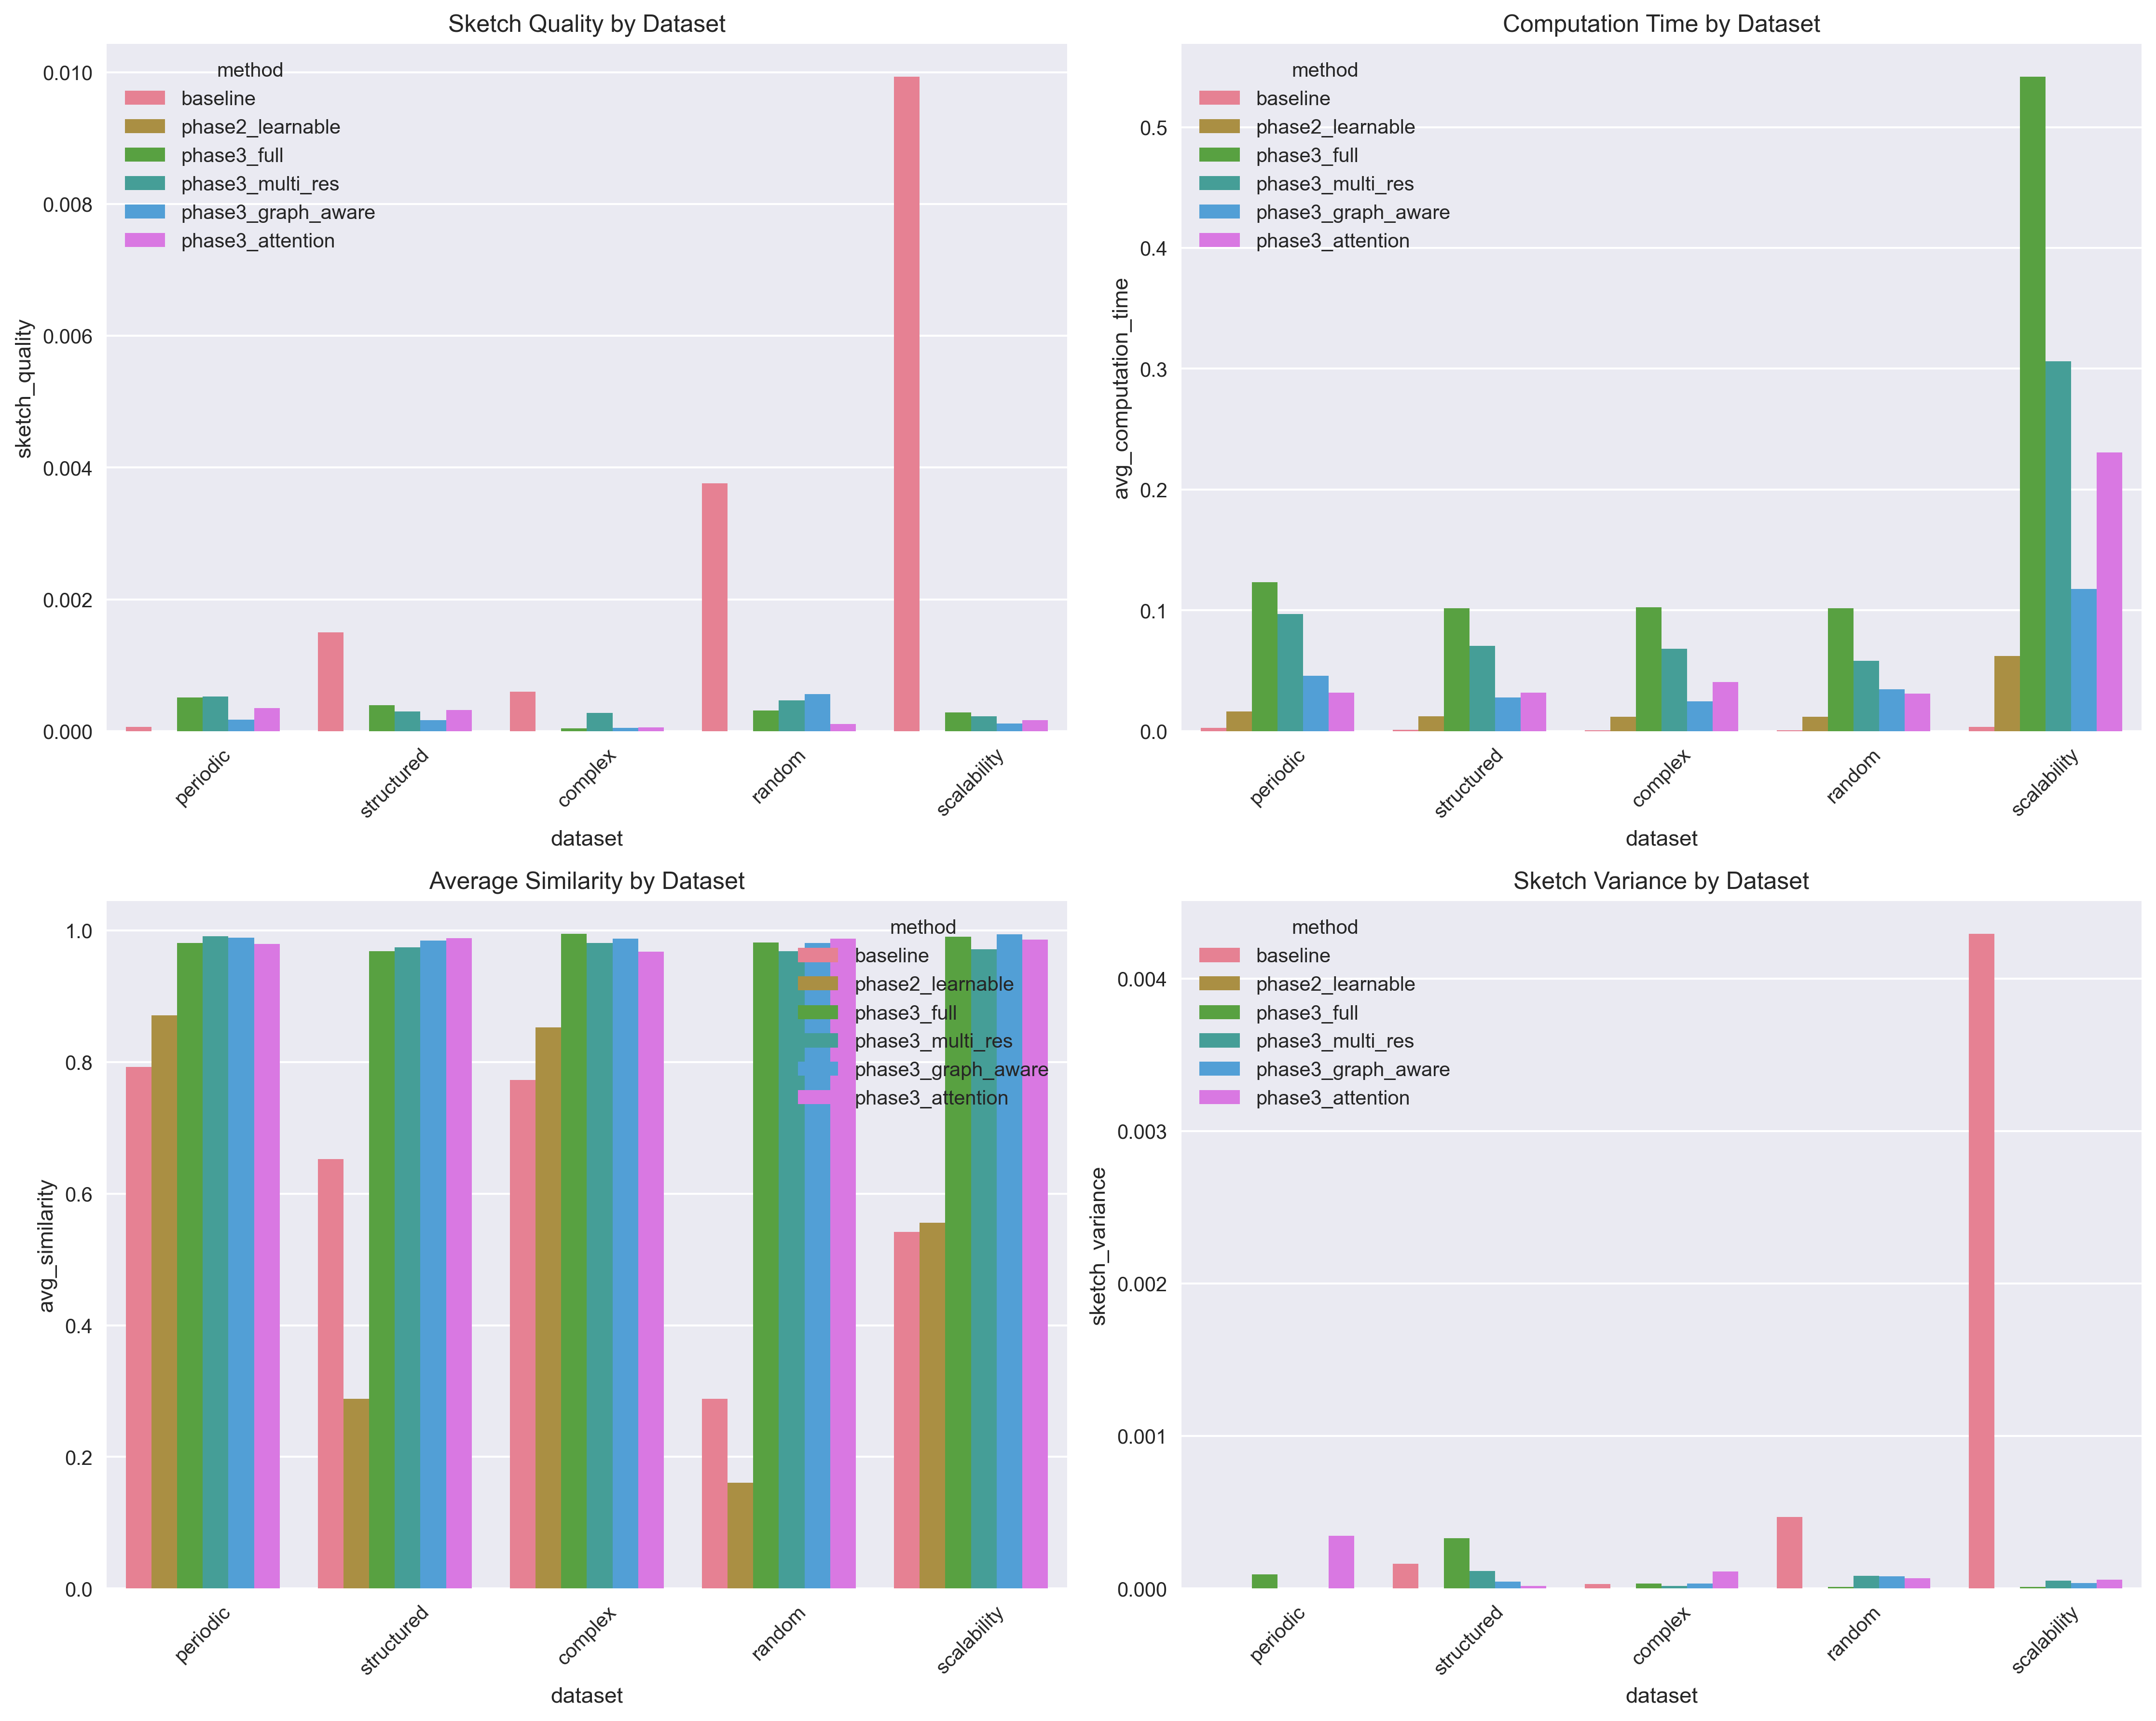 Sketch Quality by Dataset
method
baseline
phase2_learnable
phase3_full
phase3_multi_res
phase3_graph_aware
phase3_attention
0.010
0.008
0.006
0.004
0.002
0.000
sketch_quality
periodic
structured
complex
random
scalability
dataset
Computation Time by Dataset
method
baseline
phase2_learnable
phase3_full
phase3_multi_res
phase3_graph_aware
phase3_attention
0.5
0.4
0.3
0.2
0.1
0.0
avg_computation_time
periodic
structured
complex
random
scalability
dataset
Average Similarity by Dataset
method
baseline
phase2_learnable
phase3_full
phase3_multi_res
phase3_graph_aware
phase3_attention
1.0
0.8
0.6
0.4
0.2
0.0
avg_similarity
periodic
structured
complex
random
scalability
dataset
Sketch Variance by Dataset
method
baseline
phase2_learnable
phase3_full
phase3_multi_res
phase3_graph_aware
phase3_attention
0.004
0.003
0.002
0.001
0.000
sketch_variance
periodic
structured
complex
random
scalability
dataset